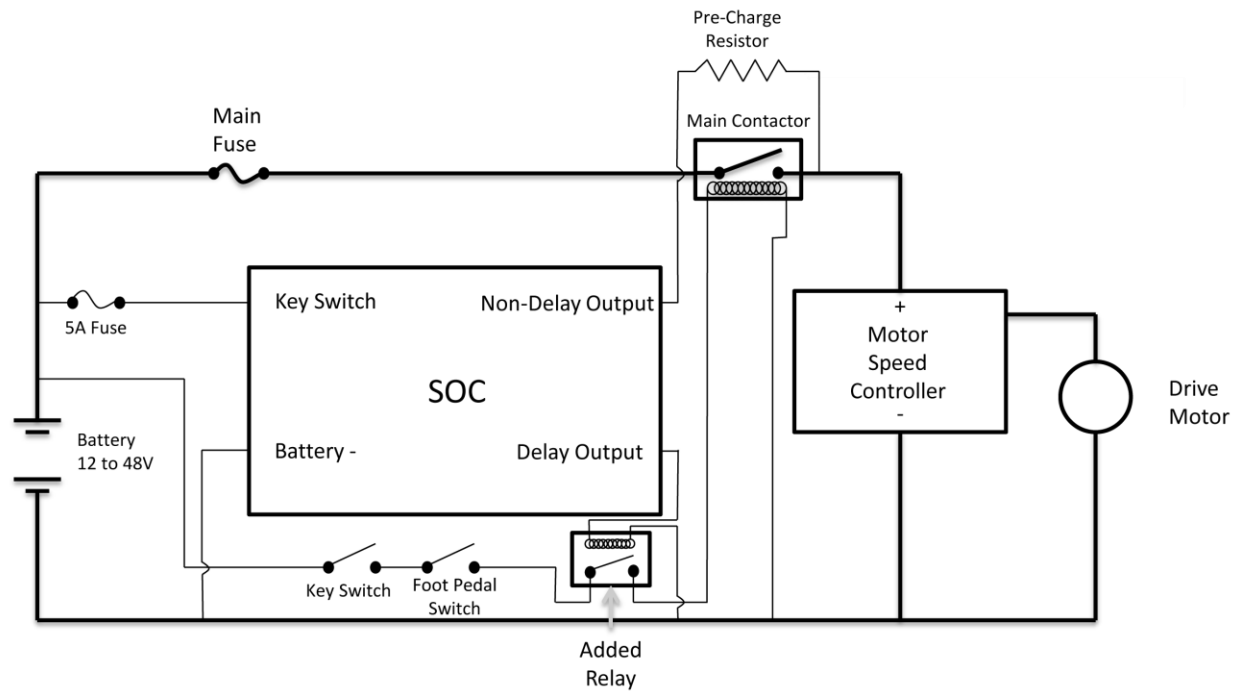 Pre-Charge
Resistor
Main
Fuse
Main Contactor
Key Switch
Non-Delay Output
5A Fuse
+
Motor
Speed
Controller
-
SOC
Drive
Motor
Battery
12 to 48V
Battery -
Delay Output
Key Switch
Foot Pedal
Switch
Added
Relay